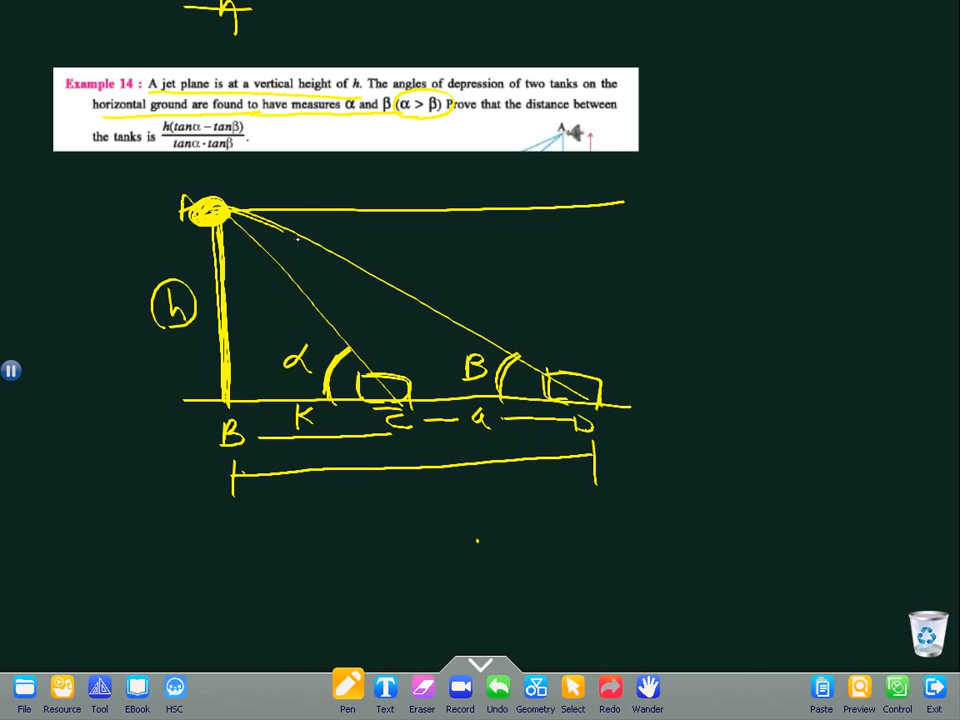 h
Example 14 : A jet plane is at a vertical height of h. The angles of depression of two tanks on the
horizontal ground are found to have measures α and β (α > β) Prove that the distance between
the tanks is h(tanα − tanβ) / tanα · tanβ.
A
A
h
α
B
B
K
C
a
D
File
Resource
Tool
EBook
HSC
Pen
Text
Eraser
Record
Undo
Geometry
Select
Redo
Wander
Paste
Preview
Control
Exit